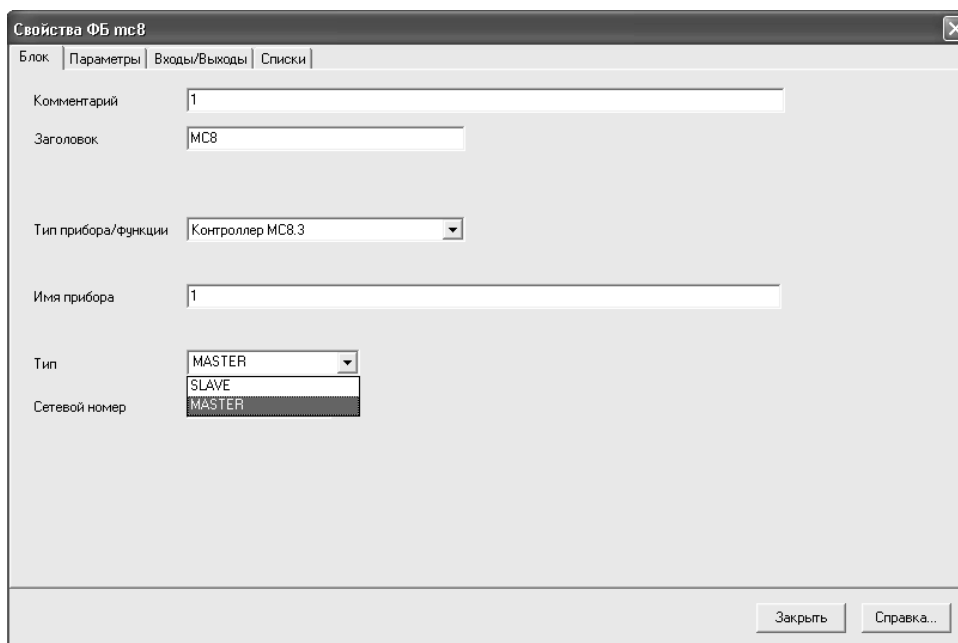 Свойства ФБ mc8
Блок Параметры Входы/Выходы Списки
Комментарий 1
Заголовок MC8
Тип прибора/функции Контроллер MC8.3
Имя прибора 1
Тип MASTER
SLAVE
Сетевой номер MASTER
Закрыть Справка...